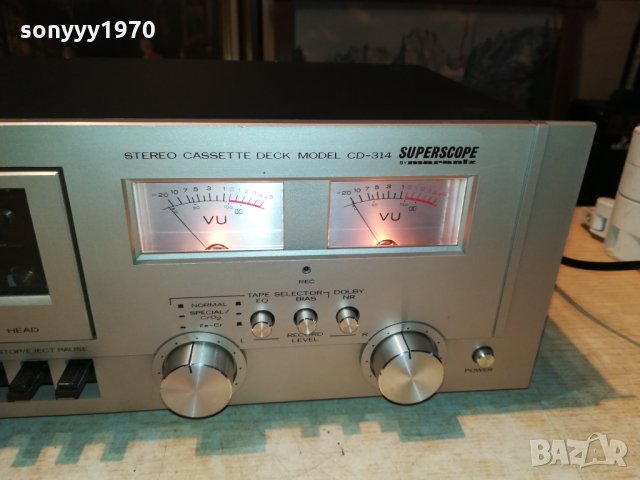 sonyyy1970
STEREO CASSETTE DECK MODEL CD-314 SUPERSCOPE
BY marantz
-20 10 7 5 3 1 0 1 3 5
-20 10 7 5 3 1 0 1 3 5
VU
VU
REC
TAPE SELECTOR DOLBY
EQ BIAS NR
NORMAL
SPECIAL/
CrO2
Fe-Cr
L RECORD R
LEVEL
HEAD
STOP/EJECT PAUSE
POWER
BAZAR
bg